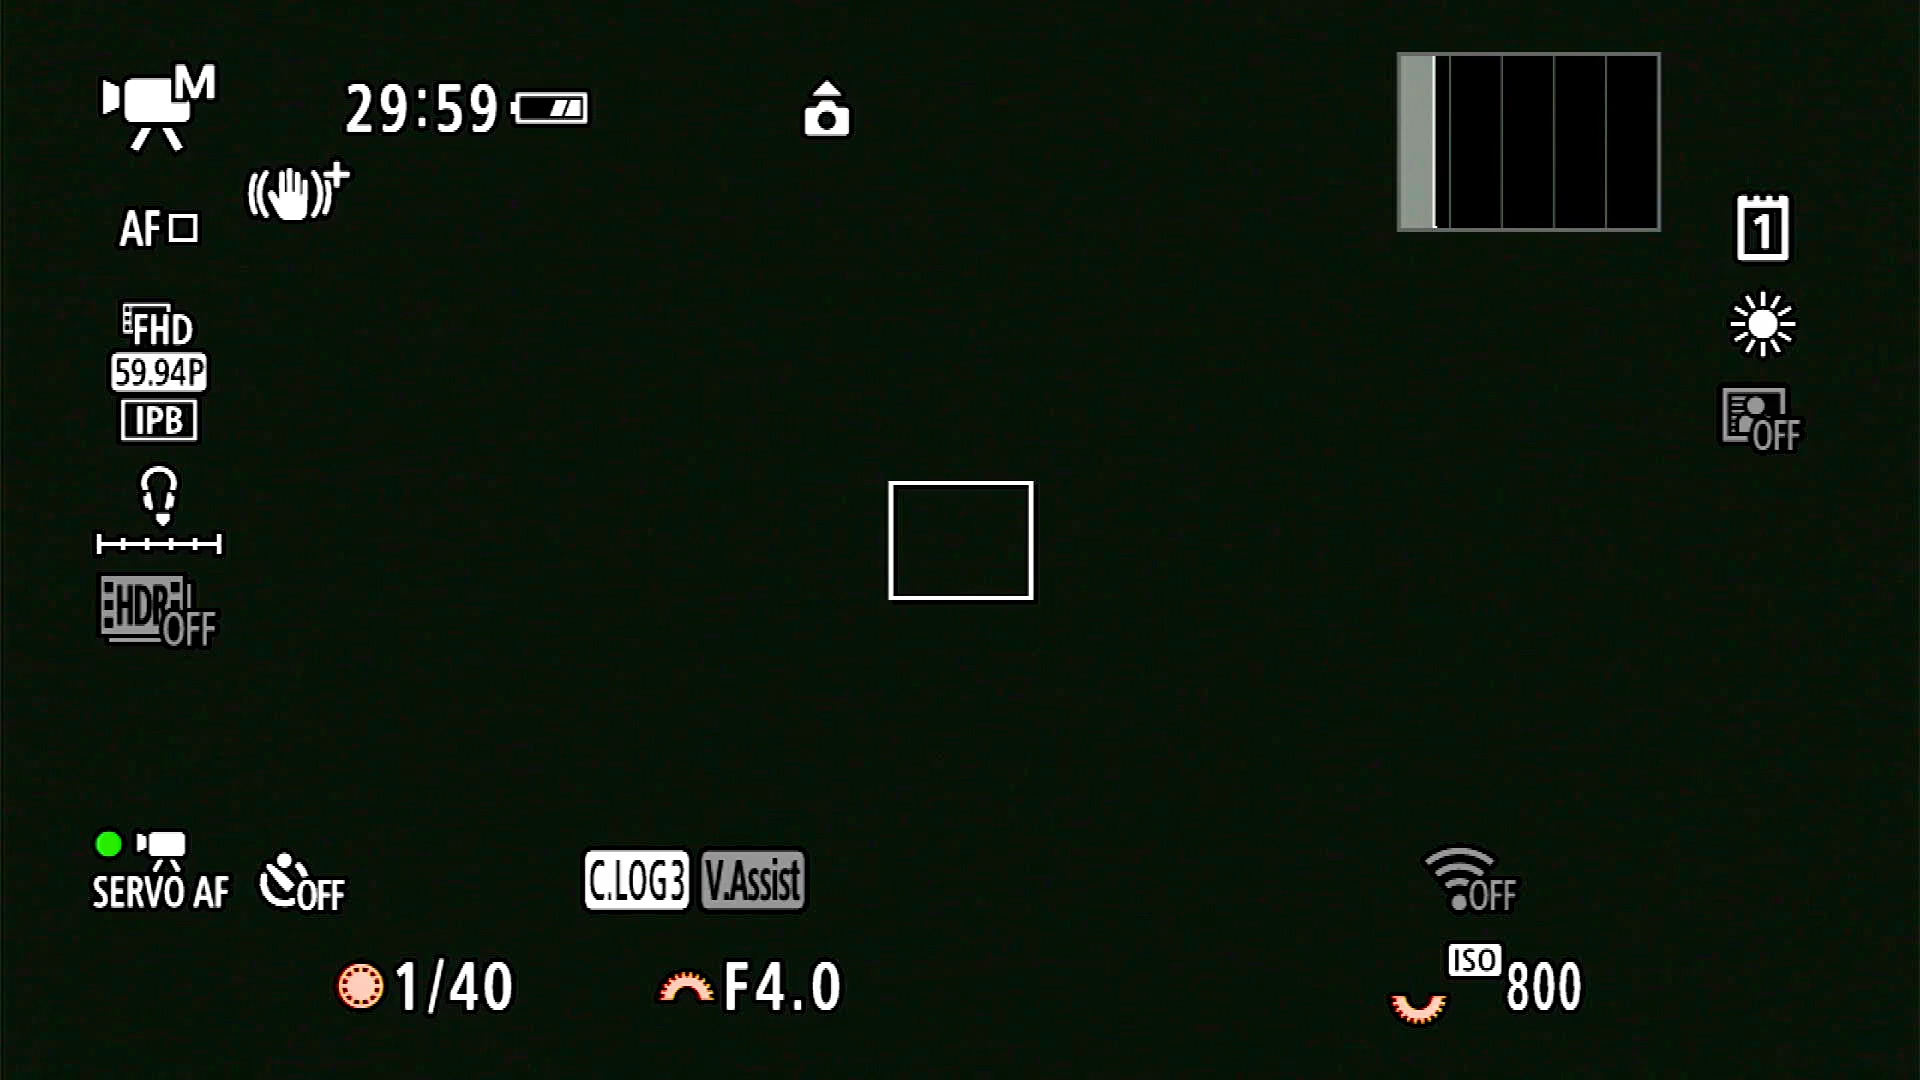 M
29:59
AF
1
FHD
59.94P
IPB
OFF
HDR OFF
SERVO AF
OFF
C.LOG3 V.Assist
OFF
1/40 F4.0 ISO 800